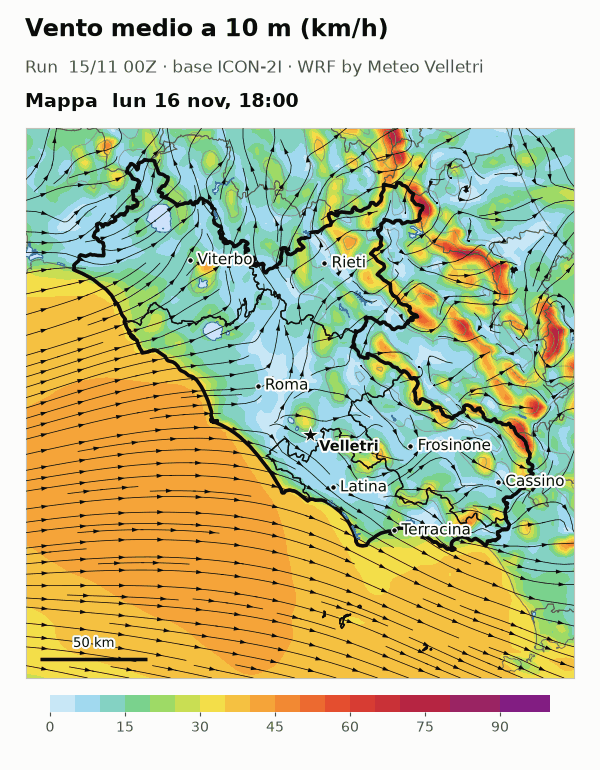 Vento medio a 10 m (km/h)
Run  15/11 00Z · base ICON-2I · WRF by Meteo Velletri
Mappa  lun 16 nov, 18:00
Viterbo
Rieti
Roma
Velletri
Frosinone
Latina
Cassino
Terracina
50 km
0 15 30 45 60 75 90